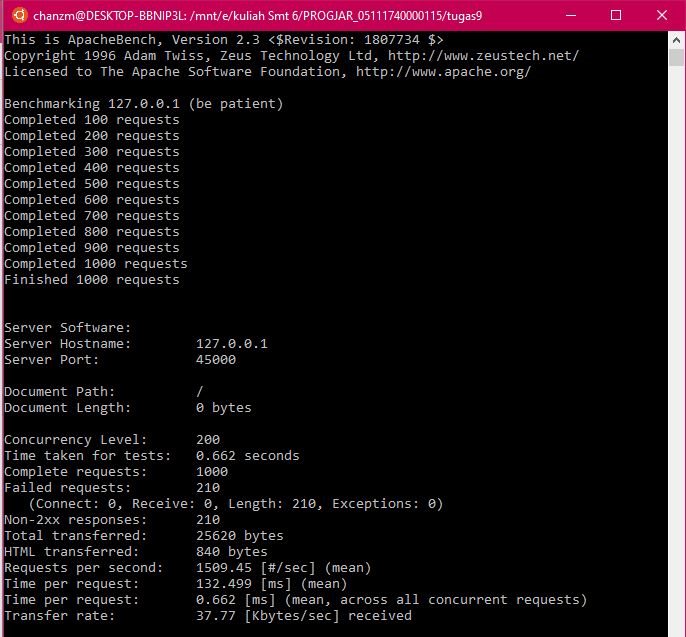 chanzm@DESKTOP-BBNIP3L: /mnt/e/kuliah Smt 6/PROGJAR_05111740000115/tugas9
This is ApacheBench, Version 2.3 <$Revision: 1807734 $>
Copyright 1996 Adam Twiss, Zeus Technology Ltd, http://www.zeustech.net/
Licensed to The Apache Software Foundation, http://www.apache.org/

Benchmarking 127.0.0.1 (be patient)
Completed 100 requests
Completed 200 requests
Completed 300 requests
Completed 400 requests
Completed 500 requests
Completed 600 requests
Completed 700 requests
Completed 800 requests
Completed 900 requests
Completed 1000 requests
Finished 1000 requests


Server Software:
Server Hostname:        127.0.0.1
Server Port:            45000

Document Path:          /
Document Length:        0 bytes

Concurrency Level:      200
Time taken for tests:   0.662 seconds
Complete requests:      1000
Failed requests:        210
   (Connect: 0, Receive: 0, Length: 210, Exceptions: 0)
Non-2xx responses:      210
Total transferred:      25620 bytes
HTML transferred:       840 bytes
Requests per second:    1509.45 [#/sec] (mean)
Time per request:       132.499 [ms] (mean)
Time per request:       0.662 [ms] (mean, across all concurrent requests)
Transfer rate:          37.77 [Kbytes/sec] received